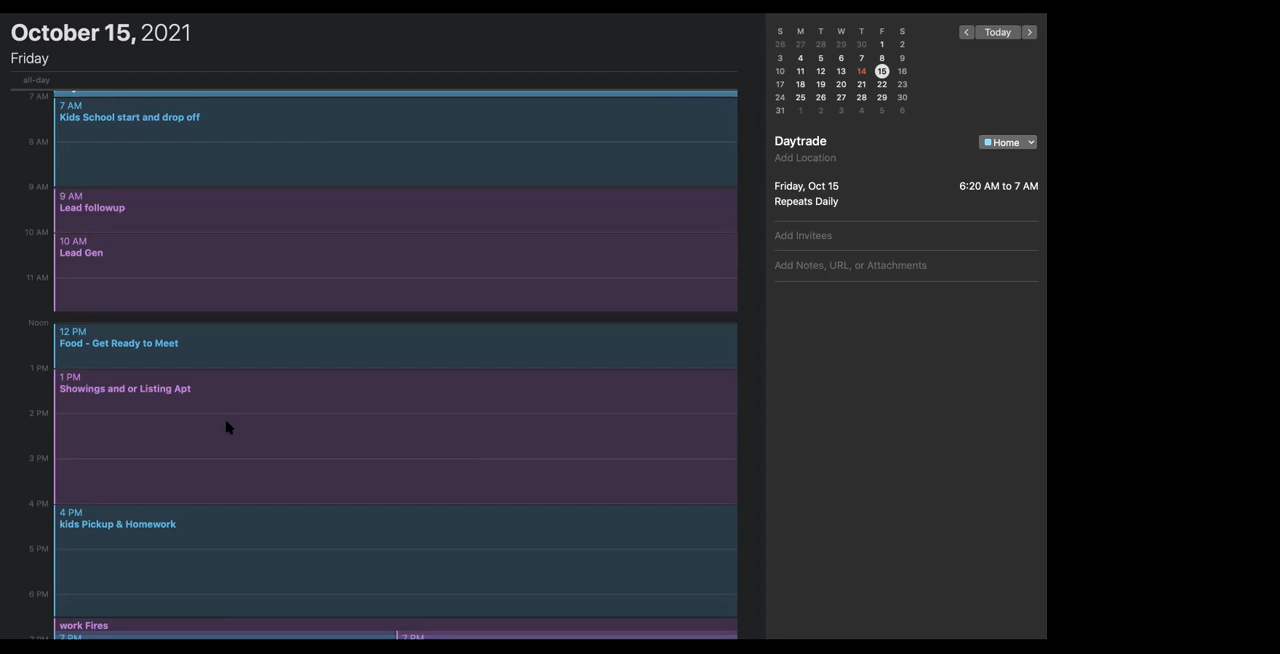 October 15, 2021
Friday
all-day
7 AM
7 AM
Kids School start and drop off
8 AM
9 AM
9 AM
Lead followup
10 AM
10 AM
Lead Gen
11 AM
Noon
12 PM
Food - Get Ready to Meet
1 PM
1 PM
Showings and or Listing Apt
2 PM
3 PM
4 PM
4 PM
kids Pickup & Homework
5 PM
6 PM
work Fires
7 PM
7 PM 7 PM
S M T W T F S
26 27 28 29 30 1 2
3 4 5 6 7 8 9
10 11 12 13 14 15 16
17 18 19 20 21 22 23
24 25 26 27 28 29 30
31 1 2 3 4 5 6
< Today >
Daytrade
Home
Add Location
Friday, Oct 15 6:20 AM to 7 AM
Repeats Daily
Add Invitees
Add Notes, URL, or Attachments